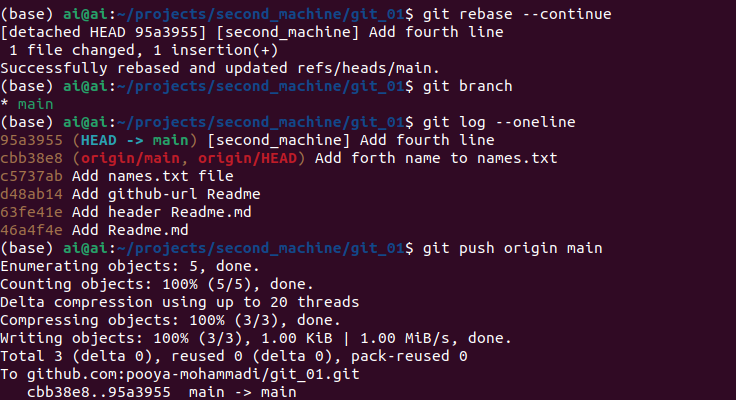 (base) ai@ai:~/projects/second_machine/git_01$ git rebase --continue
[detached HEAD 95a3955] [second_machine] Add fourth line
 1 file changed, 1 insertion(+)
Successfully rebased and updated refs/heads/main.
(base) ai@ai:~/projects/second_machine/git_01$ git branch
* main
(base) ai@ai:~/projects/second_machine/git_01$ git log --oneline
95a3955 (HEAD -> main) [second_machine] Add fourth line
cbb38e8 (origin/main, origin/HEAD) Add forth name to names.txt
c5737ab Add names.txt file
d48ab14 Add github-url Readme
63fe41e Add header Readme.md
46a4f4e Add Readme.md
(base) ai@ai:~/projects/second_machine/git_01$ git push origin main
Enumerating objects: 5, done.
Counting objects: 100% (5/5), done.
Delta compression using up to 20 threads
Compressing objects: 100% (3/3), done.
Writing objects: 100% (3/3), 1.00 KiB | 1.00 MiB/s, done.
Total 3 (delta 0), reused 0 (delta 0), pack-reused 0
To github.com:pooya-mohammadi/git_01.git
   cbb38e8..95a3955  main -> main